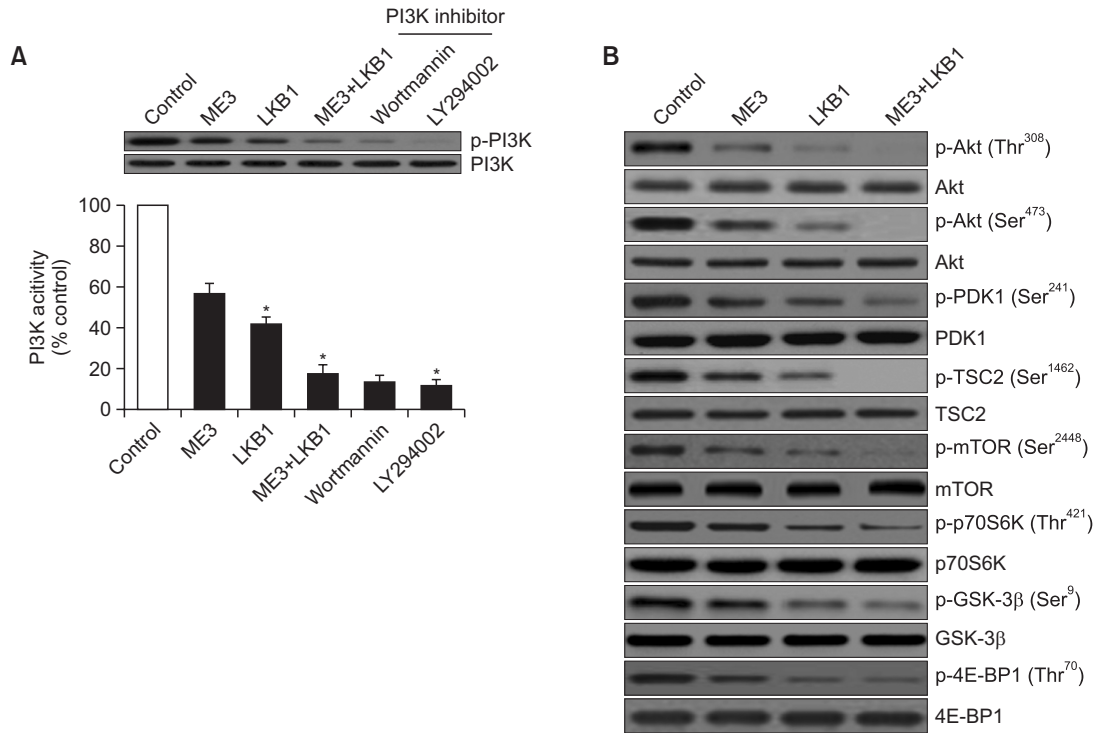 PI3K inhibitor
A
Control
ME3
LKB1
ME3+LKB1
Wortmannin
LY294002
p-PI3K
PI3K
100
80
60
40
20
0
PI3K acitivity
(% control)
*
*
*
Control
ME3
LKB1
ME3+LKB1
Wortmannin
LY294002
B
Control
ME3
LKB1
ME3+LKB1
p-Akt (Thr308)
Akt
p-Akt (Ser473)
Akt
p-PDK1 (Ser241)
PDK1
p-TSC2 (Ser1462)
TSC2
p-mTOR (Ser2448)
mTOR
p-p70S6K (Thr421)
p70S6K
p-GSK-3β (Ser9)
GSK-3β
p-4E-BP1 (Thr70)
4E-BP1